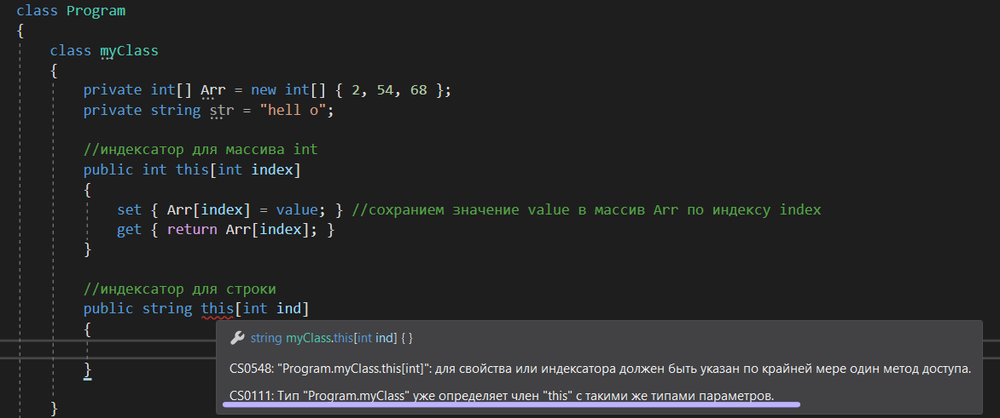 class Program
{
class myClass
{
private int[] Arr = new int[] { 2, 54, 68 };
private string str = "hell o";
//индексатор для массива int
public int this[int index]
{
set { Arr[index] = value; } //сохранием значение value в массив Arr по индексу index
get { return Arr[index]; }
}
//индексатор для строки
public string this[int ind]
{
string myClass.this[int ind] { }
CS0548: "Program.myClass.this[int]": для свойства или индексатора должен быть указан по крайней мере один метод доступа.
}
CS0111: Тип "Program.myClass" уже определяет член "this" с такими же типами параметров.
}